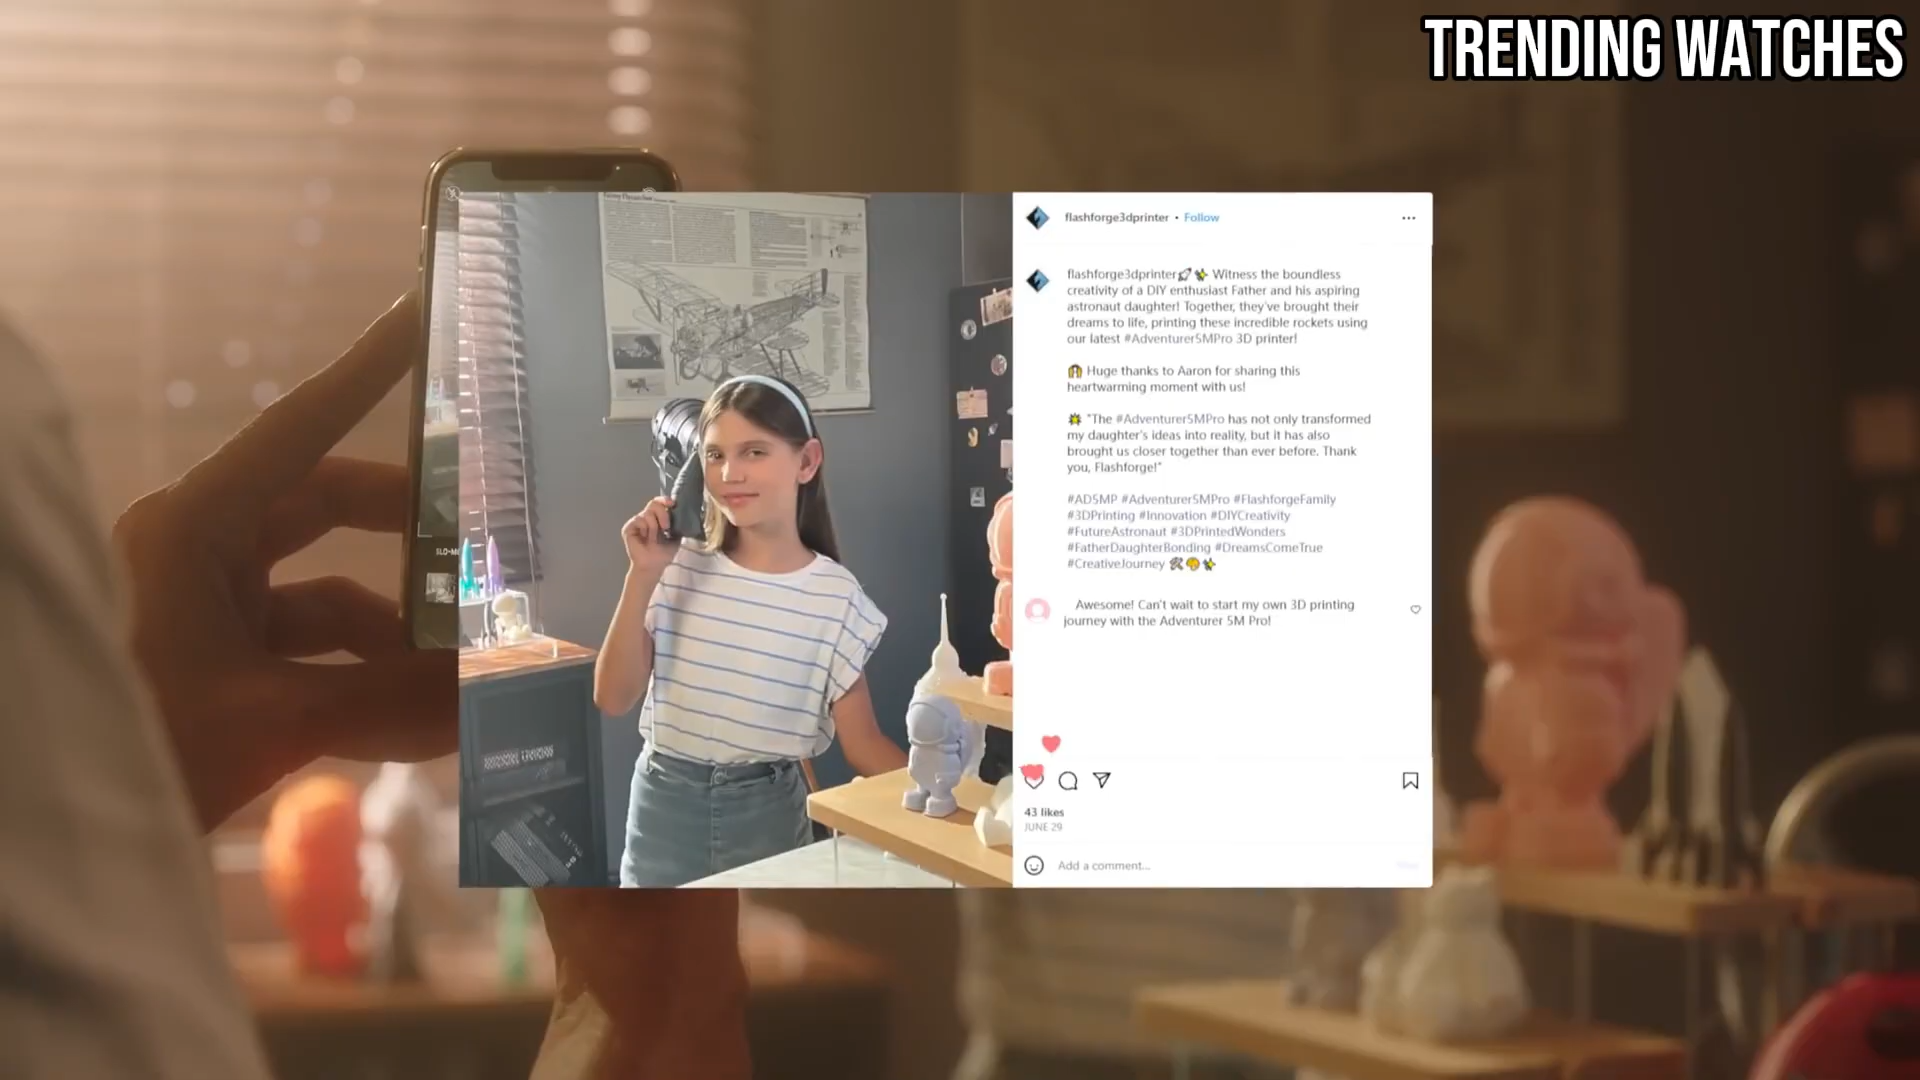 TRENDING WATCHES
flashforge3dprinter • Follow
flashforge3dprinter🚀✨ Witness the boundless
creativity of a DIY enthusiast Father and his aspiring
astronaut daughter! Together, they've brought their
dreams to life, printing these incredible rockets using
our latest #Adventurer5MPro 3D printer!
Huge thanks to Aaron for sharing this
heartwarming moment with us!
"The #Adventurer5MPro has not only transformed
my daughter's ideas into reality, but it has also
brought us closer together than ever before. Thank
you, Flashforge!"
#AD5MP #Adventurer5MPro #FlashforgeFamily
#3DPrinting #Innovation #DIYCreativity
#FutureAstronaut #3DPrintedWonders
#FatherDaughterBonding #DreamsComeTrue
#CreativeJourney 🛠🎨✨
Awesome! Can't wait to start my own 3D printing
journey with the Adventurer 5M Pro!
43 likes
JUNE 29
Add a comment...